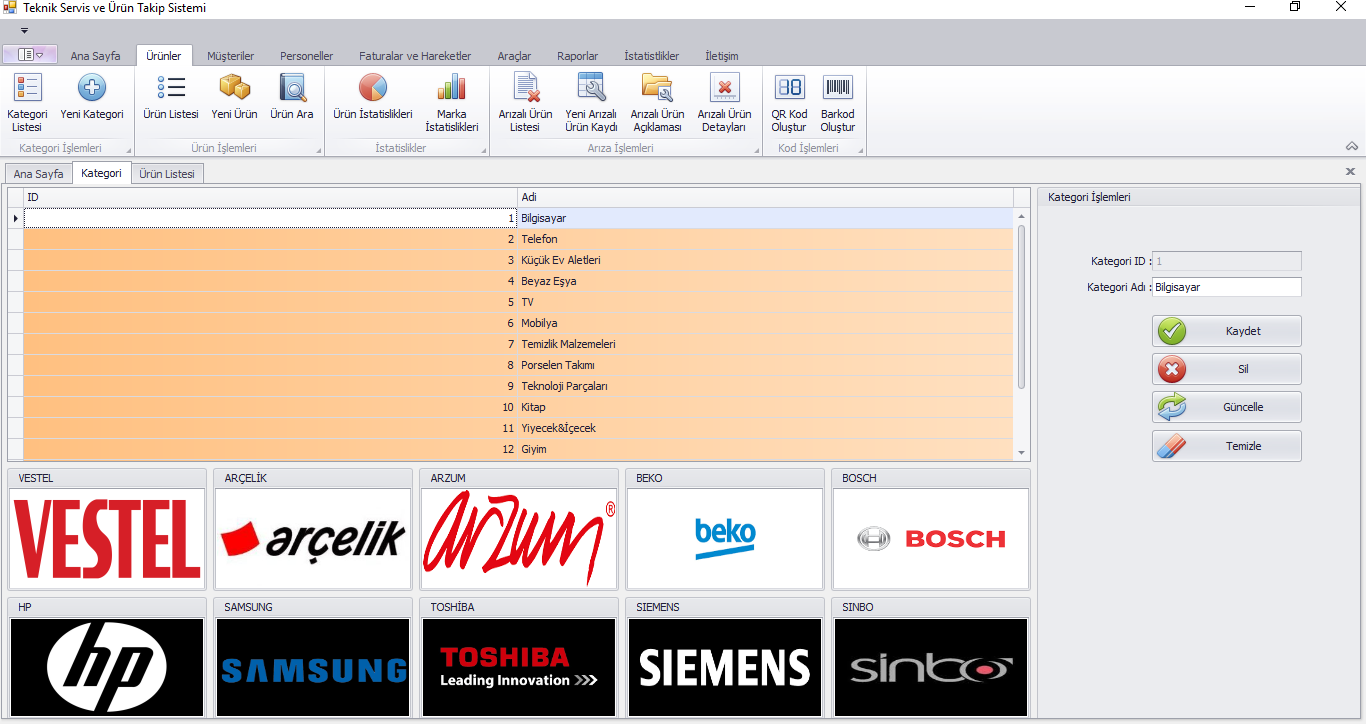 Teknik Servis ve Ürün Takip Sistemi
Ana Sayfa Ürünler Müşteriler Personeller Faturalar ve Hareketler Araçlar Raporlar İstatistlikler İletişim
Kategori Listesi Yeni Kategori Ürün Listesi Yeni Ürün Ürün Ara Ürün İstatistlikleri Marka İstatistlikleri Arızalı Ürün Listesi Yeni Arızalı Ürün Kaydı Arızalı Ürün Açıklaması Arızalı Ürün Detayları QR Kod Oluştur Barkod Oluştur
Kategori İşlemleri Ürün İşlemleri İstatistlikler Arıza İşlemleri Kod İşlemleri
Ana Sayfa Kategori Ürün Listesi
ID Adi
1 Bilgisayar
2 Telefon
3 Küçük Ev Aletleri
4 Beyaz Eşya
5 TV
6 Mobilya
7 Temizlik Malzemeleri
8 Porselen Takımı
9 Teknoloji Parçaları
10 Kitap
11 Yiyecek&İçecek
12 Giyim
Kategori İşlemleri
Kategori ID : 1
Kategori Adı : Bilgisayar
Kaydet
Sil
Güncelle
Temizle
VESTEL ARÇELİK ARZUM BEKO BOSCH
VESTEL arçelik arzum® beko BOSCH
HP SAMSUNG TOSHİBA SIEMENS SINBO
hp SAMSUNG TOSHIBA SIEMENS sinbo
Leading Innovation >>>